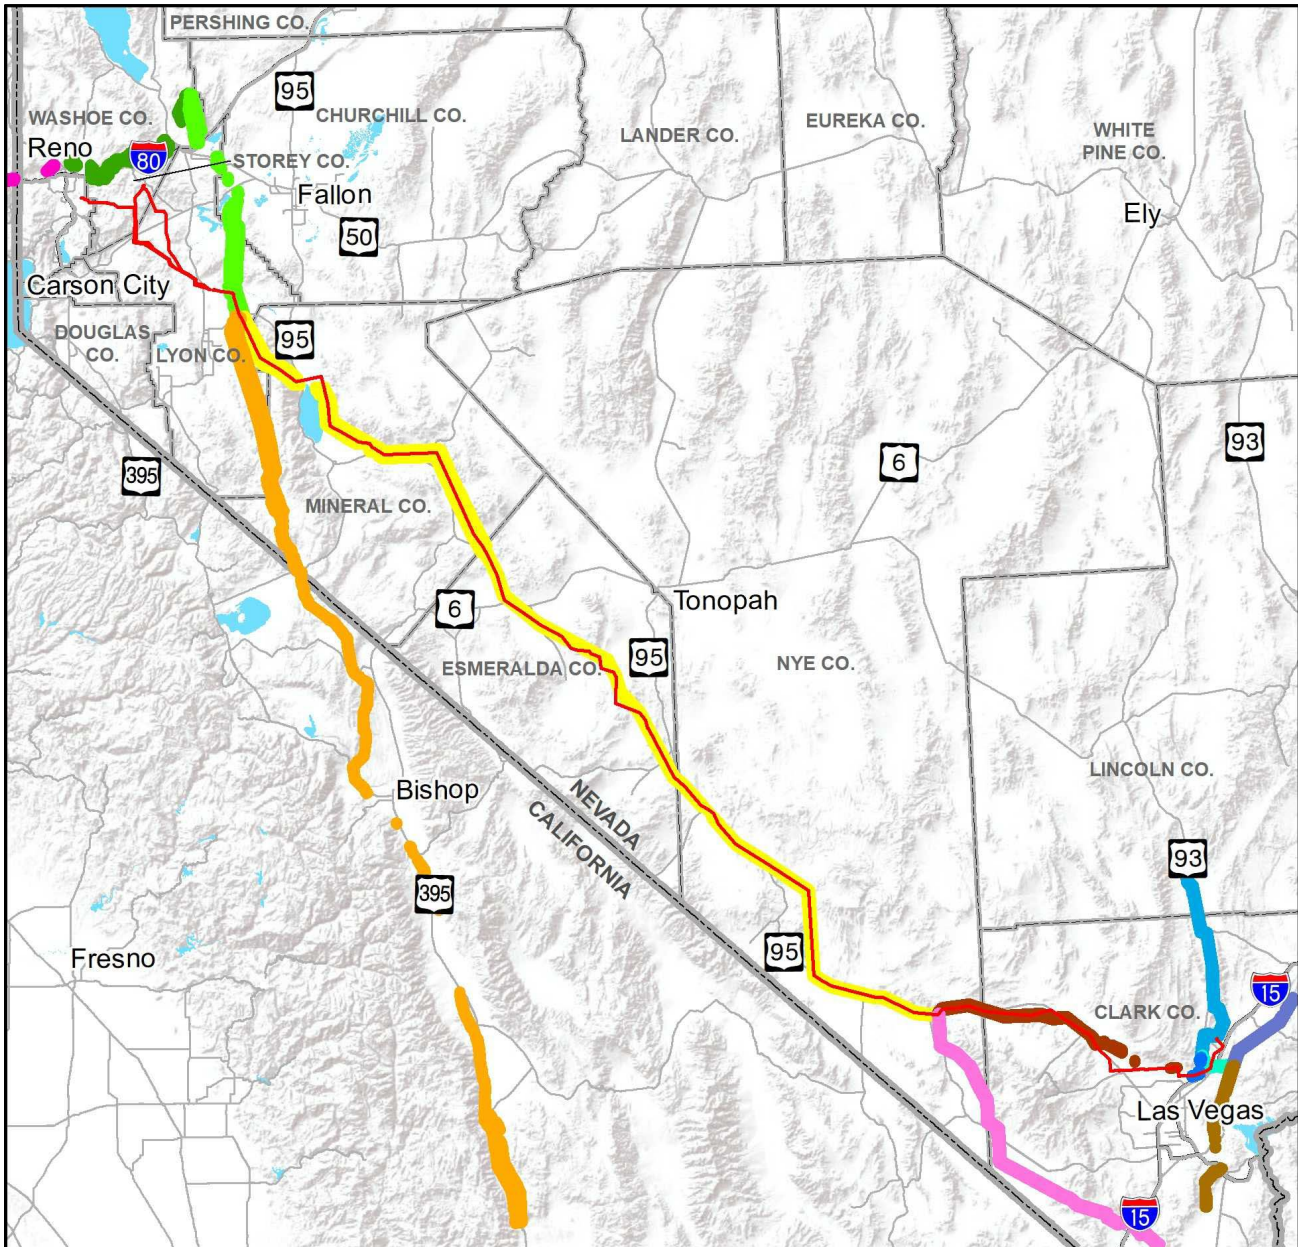 PERSHING CO.
95
CHURCHILL CO.
WASHOE CO.
LANDER CO.
EUREKA CO.
WHITE
PINE CO.
Reno
80
STOREY CO.
Fallon
Ely
50
Carson City
DOUGLAS
CO.
LYON CO.
95
395
93
6
MINERAL CO.
6
Tonopah
95
ESMERALDA CO.
NYE CO.
LINCOLN CO.
Bishop
NEVADA
CALIFORNIA
93
395
Fresno
95
15
CLARK CO.
Las Vegas
15